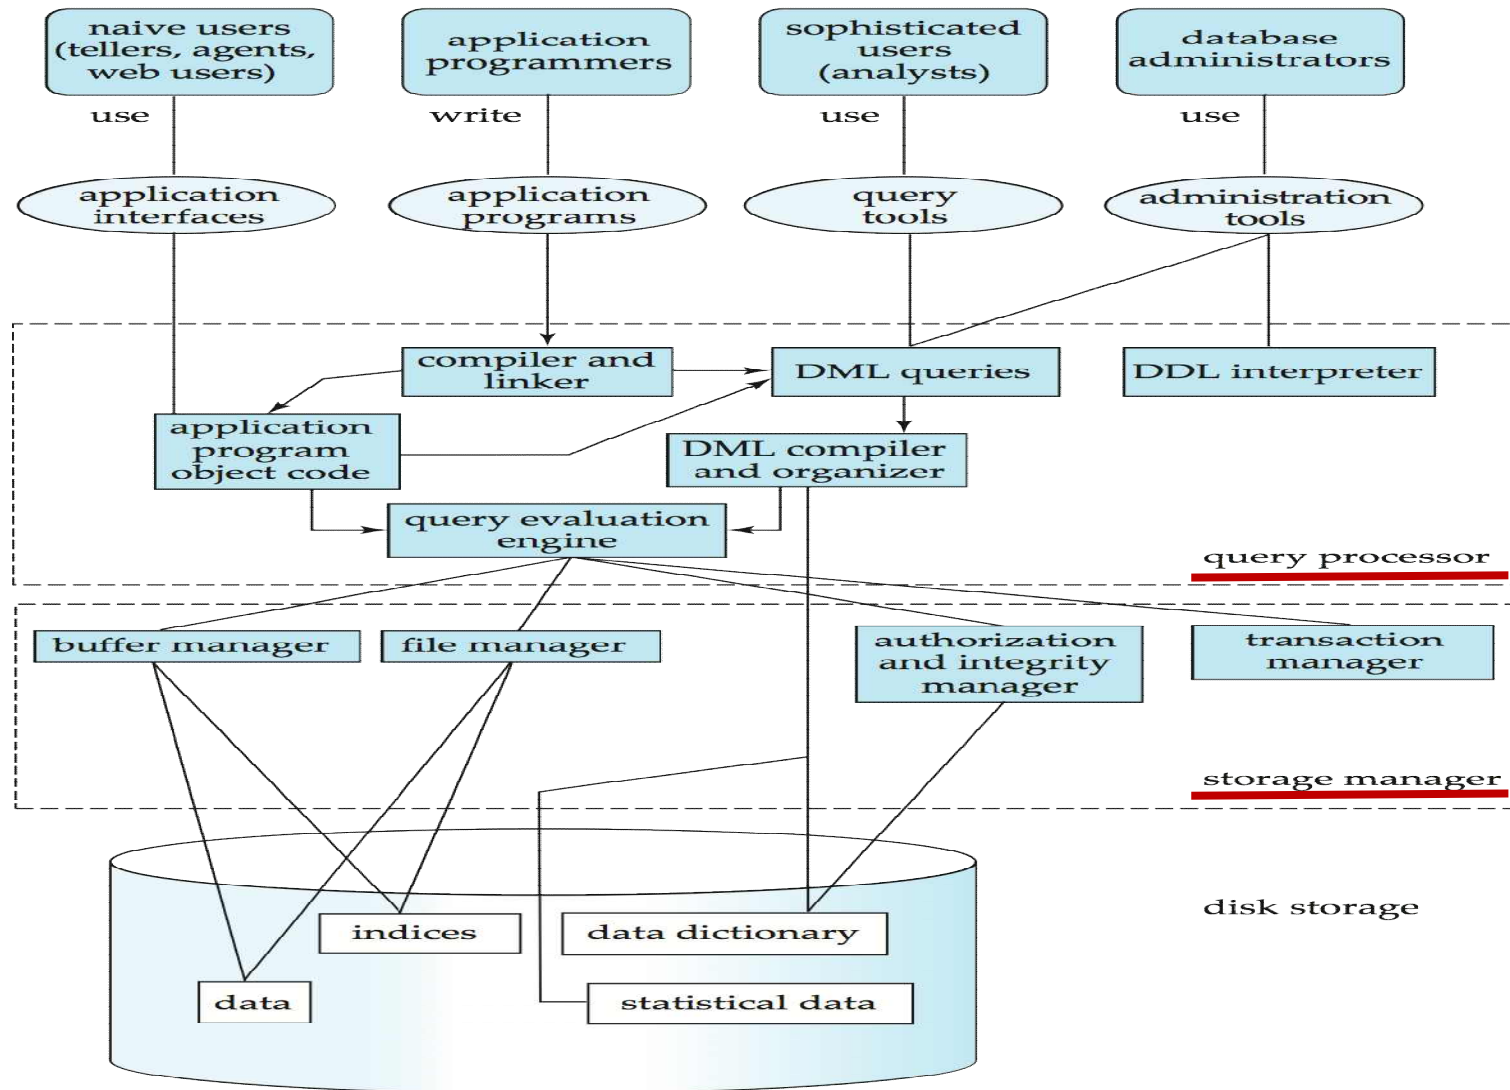 naive users
(tellers, agents,
web users)
application
programmers
sophisticated
users
(analysts)
database
administrators
use
write
use
use
application
interfaces
application
programs
query
tools
administration
tools
compiler and
linker
DML queries
DDL interpreter
application
program
object code
DML compiler
and organizer
query evaluation
engine
query processor
buffer manager
file manager
authorization
and integrity
manager
transaction
manager
storage manager
disk storage
indices
data dictionary
data
statistical data